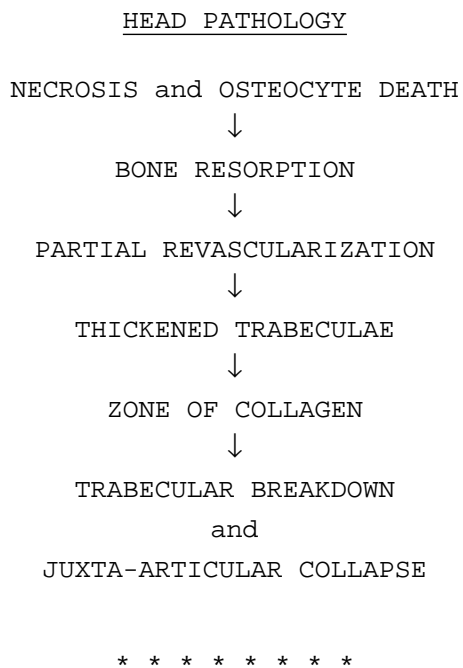 HEAD PATHOLOGY
NECROSIS and OSTEOCYTE DEATH
↓
BONE RESORPTION
↓
PARTIAL REVASCULARIZATION
↓
THICKENED TRABECULAE
↓
ZONE OF COLLAGEN
↓
TRABECULAR BREAKDOWN
and
JUXTA-ARTICULAR COLLAPSE
* * * * * * * *